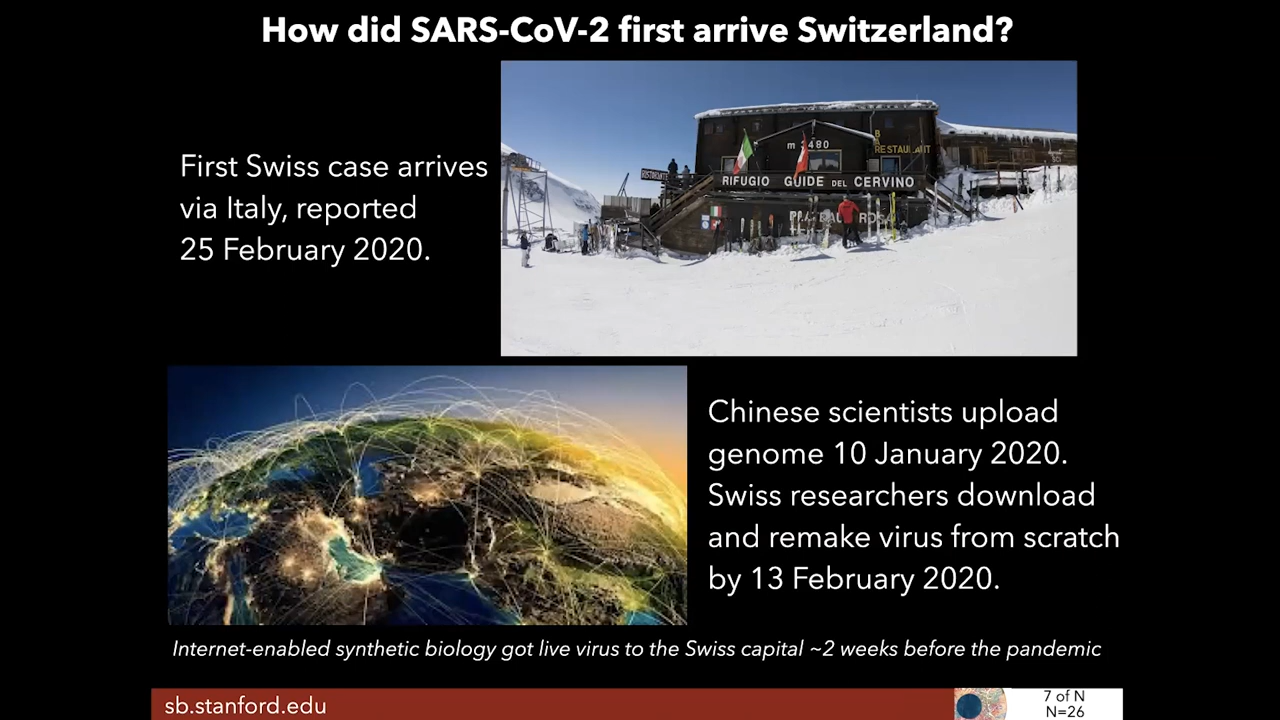 How did SARS-CoV-2 first arrive Switzerland?
First Swiss case arrives
via Italy, reported
25 February 2020.
m 3480
RESTAURANT
RISTORANTE
RIFUGIO GUIDE DEL CERVINO
PLATEAU ROSA
Chinese scientists upload
genome 10 January 2020.
Swiss researchers download
and remake virus from scratch
by 13 February 2020.
Internet-enabled synthetic biology got live virus to the Swiss capital ~2 weeks before the pandemic
sb.stanford.edu
7 of N
N=26